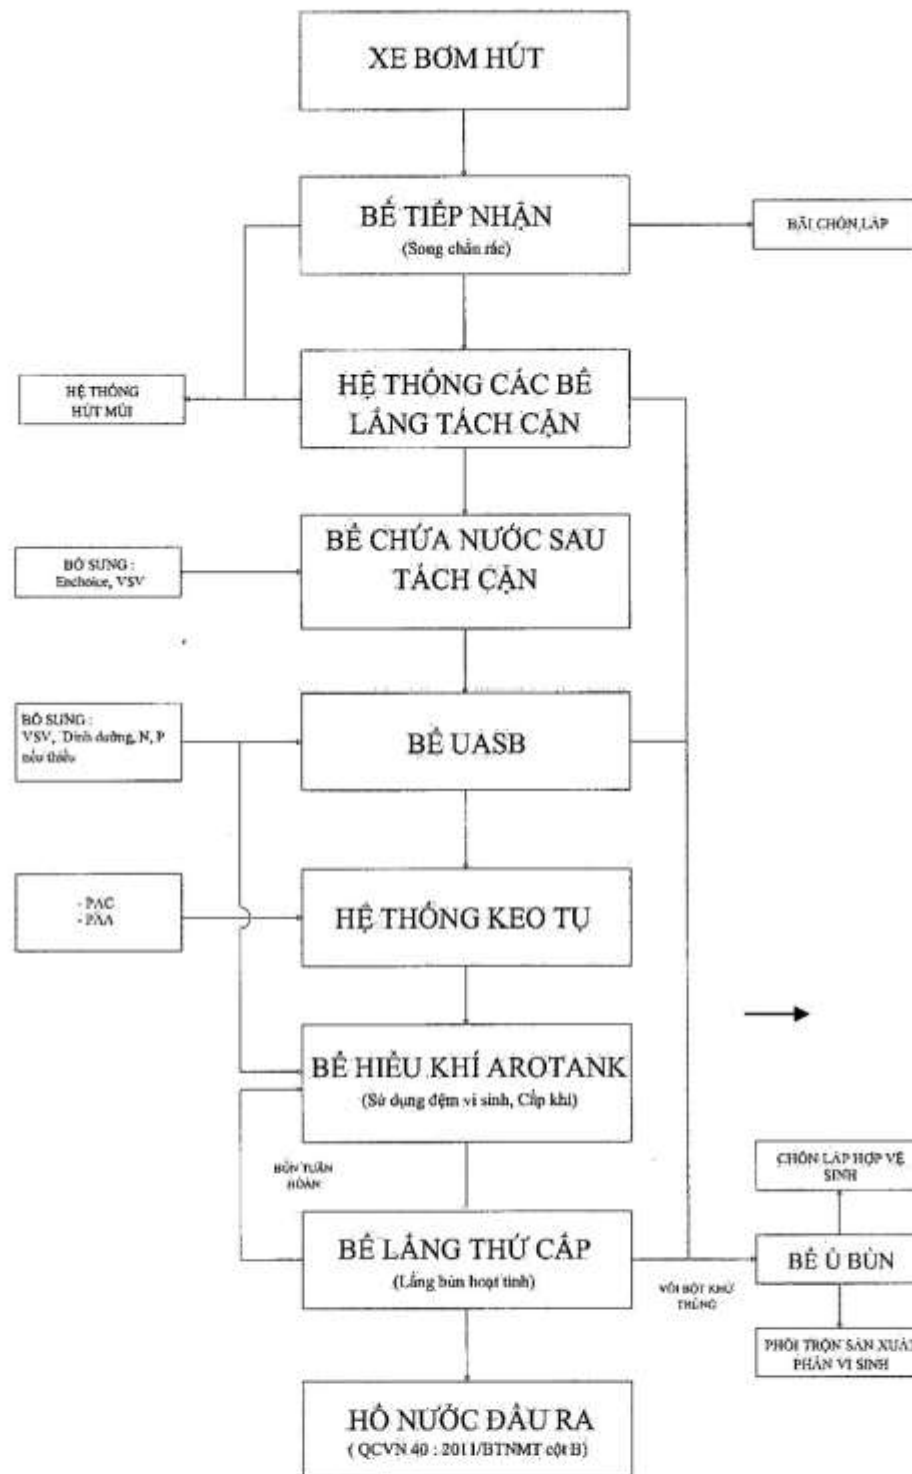 XE BƠM HÚT
BỂ TIẾP NHẬN
(Song chắn rác)
BÃI CHÔN LẤP
HỆ THỐNG CÁC BỂ
LẮNG TÁCH CẶN
HỆ THỐNG
HÚT MÙI
BỂ CHỨA NƯỚC SAU
TÁCH CẶN
BỔ SUNG :
Enchoice, VSV
BỔ SUNG :
VSV, Dinh dưỡng, N, P
nếu thiếu
BỂ UASB
- PAC
- PAA
HỆ THỐNG KEO TỤ
BỂ HIẾU KHÍ AROTANK
(Sử dụng đệm vi sinh, Cấp khí)
BÙN TUẦN
HOÀN
CHÔN LẤP HỢP VỆ
SINH
BỂ LẮNG THỨ CẤP
(Lắng bùn hoạt tính)
BỂ Ủ BÙN
VÔI BỘT KHỬ
TRÙNG
PHỐI TRỘN SẢN XUẤT
PHÂN VI SINH
HỒ NƯỚC ĐẦU RA
( QCVN 40 : 2011/BTNMT cột B)